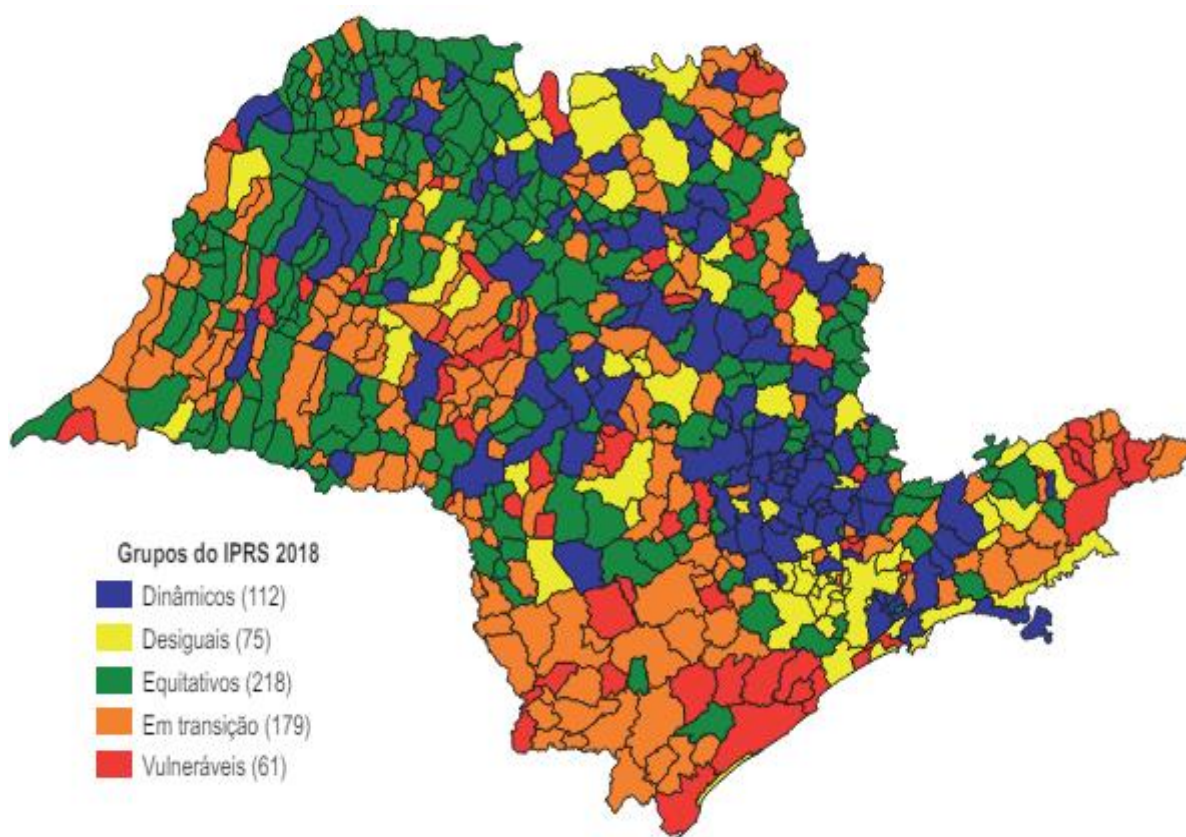 Grupos do IPRS 2018
Dinâmicos (112)
Desiguais (75)
Equitativos (218)
Em transição (179)
Vulneráveis (61)